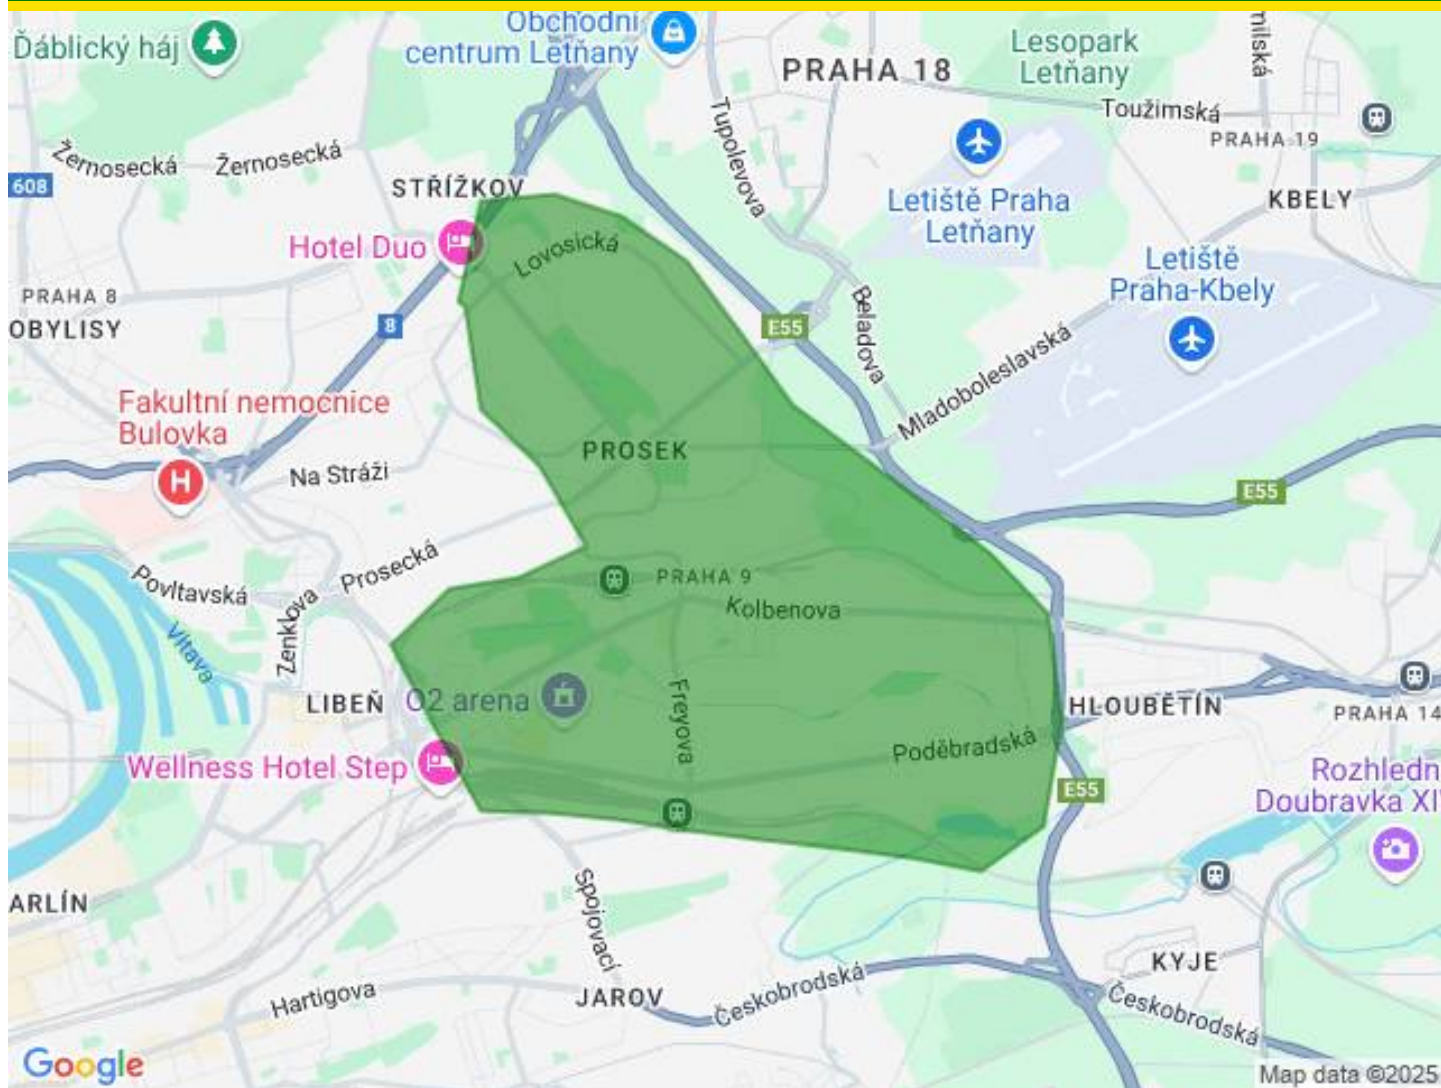 Obchodní
centrum Letňany
Ďáblický háj
PRAHA 18
Lesopark
Letňany
Toužimská
PRAHA 19
Tupolevova
Žernosecká
Žernosecká
608
STŘÍŽKOV
Letiště Praha
Letňany
KBELY
Hotel Duo
Lovosická
Letiště
Praha-Kbely
PRAHA 8
OBYLISY
8
E55
Beladova
Mladoboleslavská
Fakultní nemocnice
Bulovka
H
PROSEK
Na Stráži
E55
Prosecká
Povltavská
PRAHA 9
Kolbenova
Zenklova
Vltava
LIBEŇ
O2 arena
Freyova
HLOUBĚTÍN
PRAHA 14
Poděbradská
Wellness Hotel Step
E55
Rozhledn
Doubravka XI
ARLÍN
Spojovací
KYJE
Hartigova
JAROV
Českobrodská
Českobrodská
Google
Map data ©2025